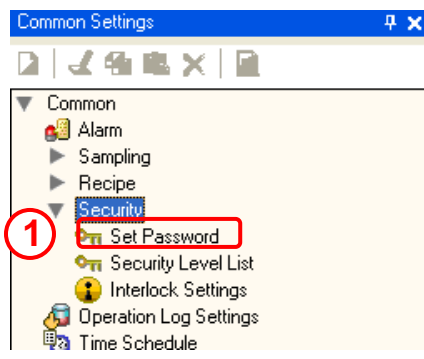 Common Settings
Common
Alarm
Sampling
Recipe
Security
1
Set Password
Security Level List
Interlock Settings
Operation Log Settings
Time Schedule